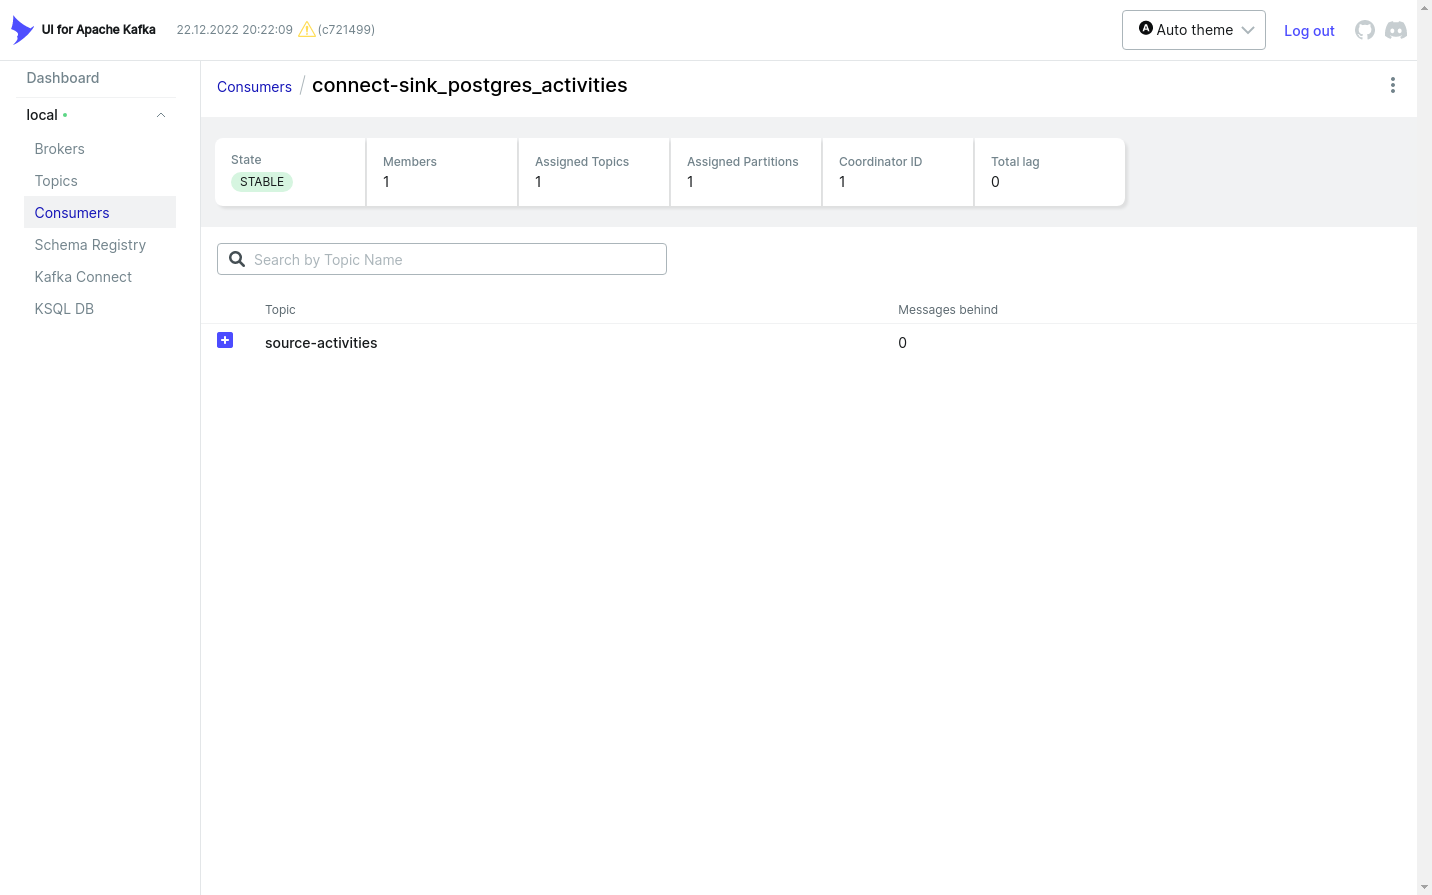 UI for Apache Kafka 22.12.2022 20:22:09 (c721499) Auto theme Log out
Dashboard
local
Brokers
Topics
Consumers
Schema Registry
Kafka Connect
KSQL DB
Consumers / connect-sink_postgres_activities
State Members Assigned Topics Assigned Partitions Coordinator ID Total lag
STABLE 1 1 1 1 0
Search by Topic Name
Topic Messages behind
source-activities 0